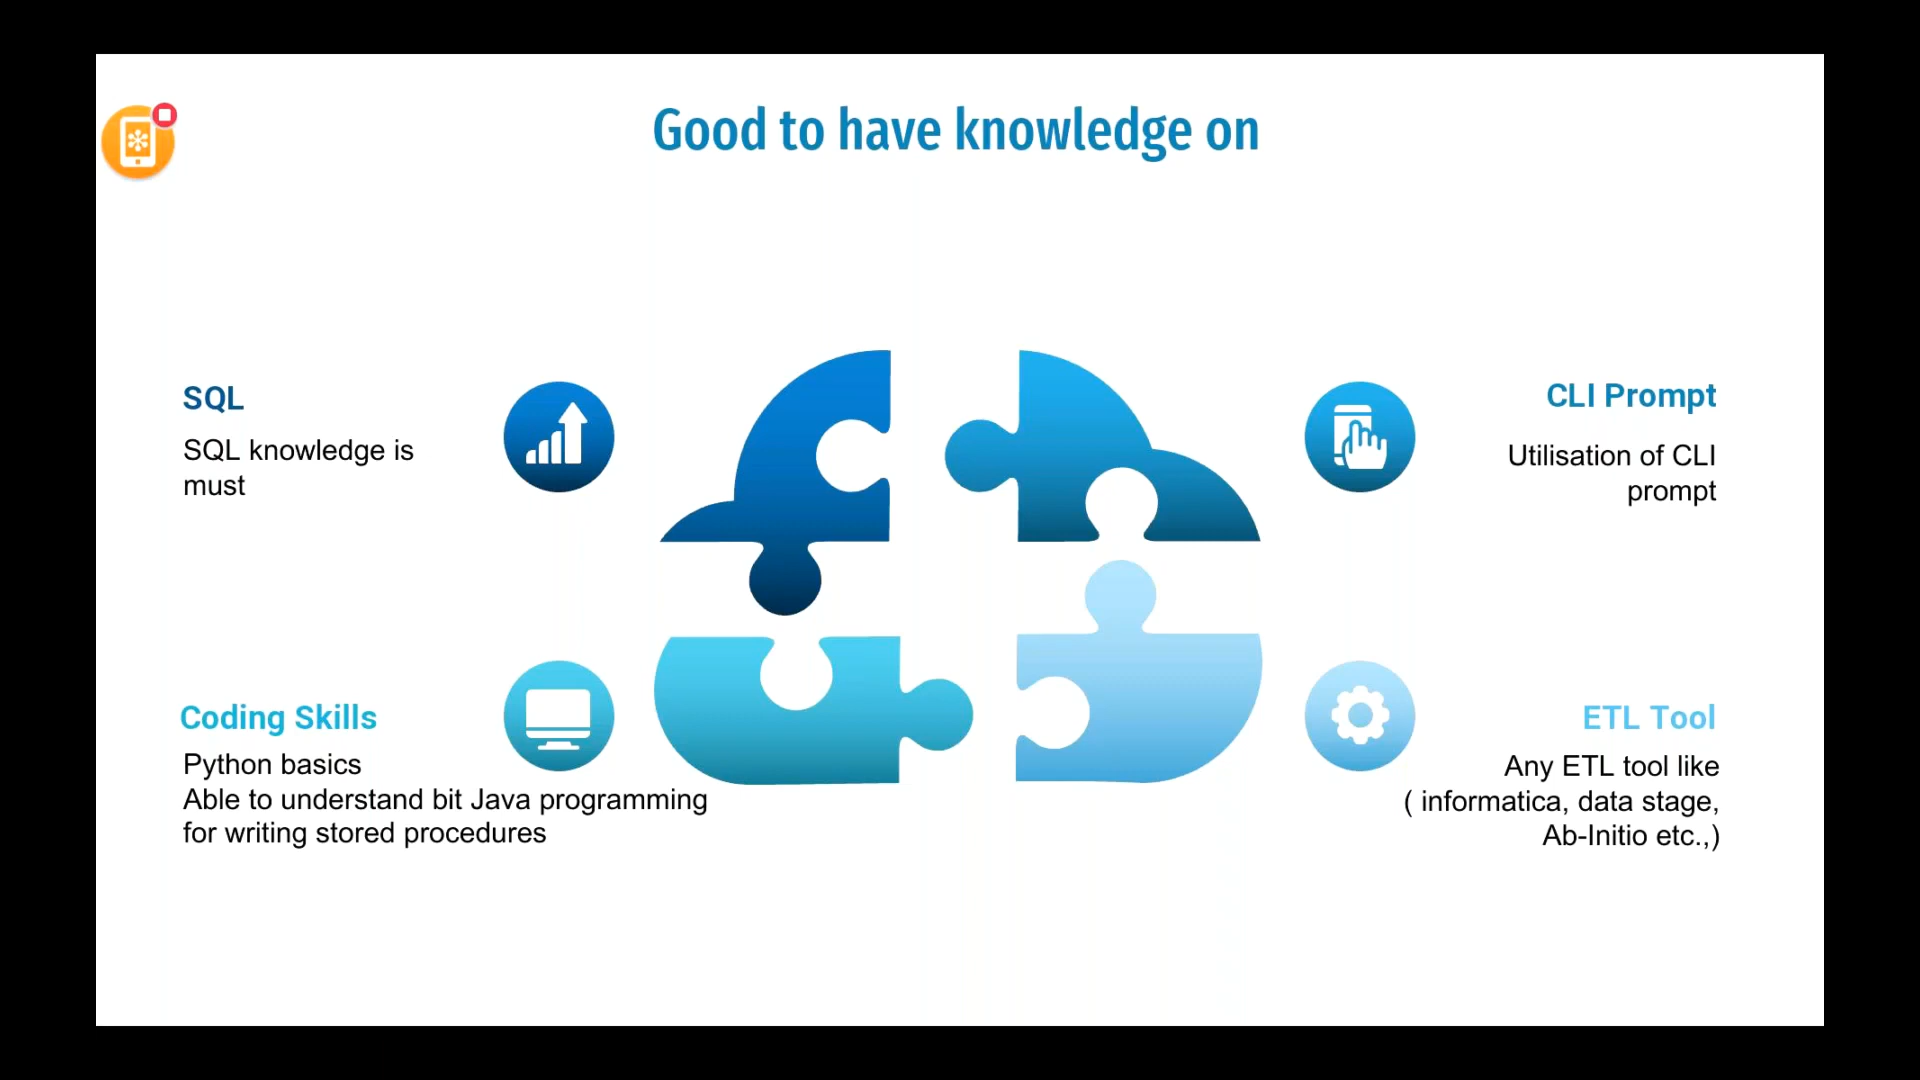 Good to have knowledge on
SQL
SQL knowledge is
must
CLI Prompt
Utilisation of CLI
prompt
Coding Skills
Python basics
Able to understand bit Java programming
for writing stored procedures
ETL Tool
Any ETL tool like
( informatica, data stage,
Ab-Initio etc.,)